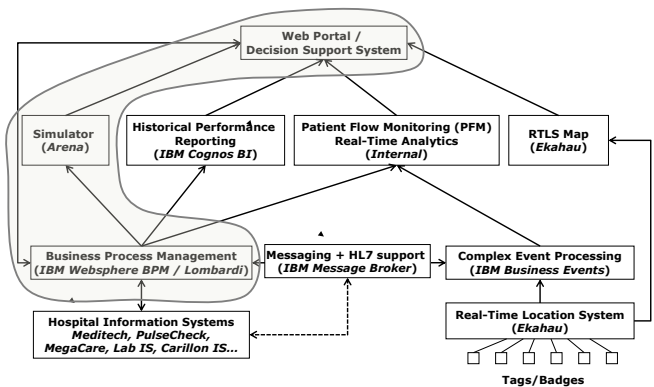 Web Portal /
Decision Support System
Simulator
(Arena)
Historical Performance
Reporting
(IBM Cognos BI)
Patient Flow Monitoring (PFM)
Real-Time Analytics
(Internal)
RTLS Map
(Ekahau)
Business Process Management
(IBM Websphere BPM / Lombardi)
Messaging + HL7 support
(IBM Message Broker)
Complex Event Processing
(IBM Business Events)
Hospital Information Systems
Meditech, PulseCheck,
MegaCare, Lab IS, Carillon IS...
Real-Time Location System
(Ekahau)
Tags/Badges